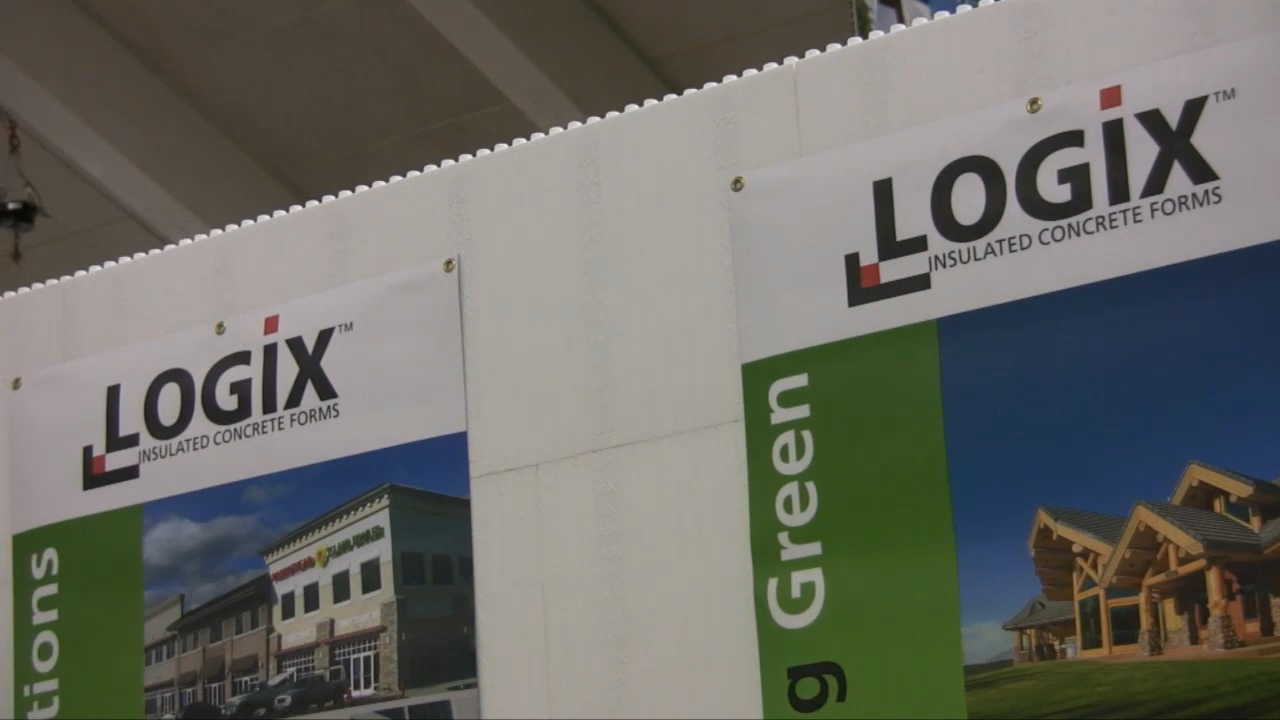 LOGiX™
INSULATED CONCRETE FORMS
tions
LOGiX™
INSULATED CONCRETE FORMS
g Green